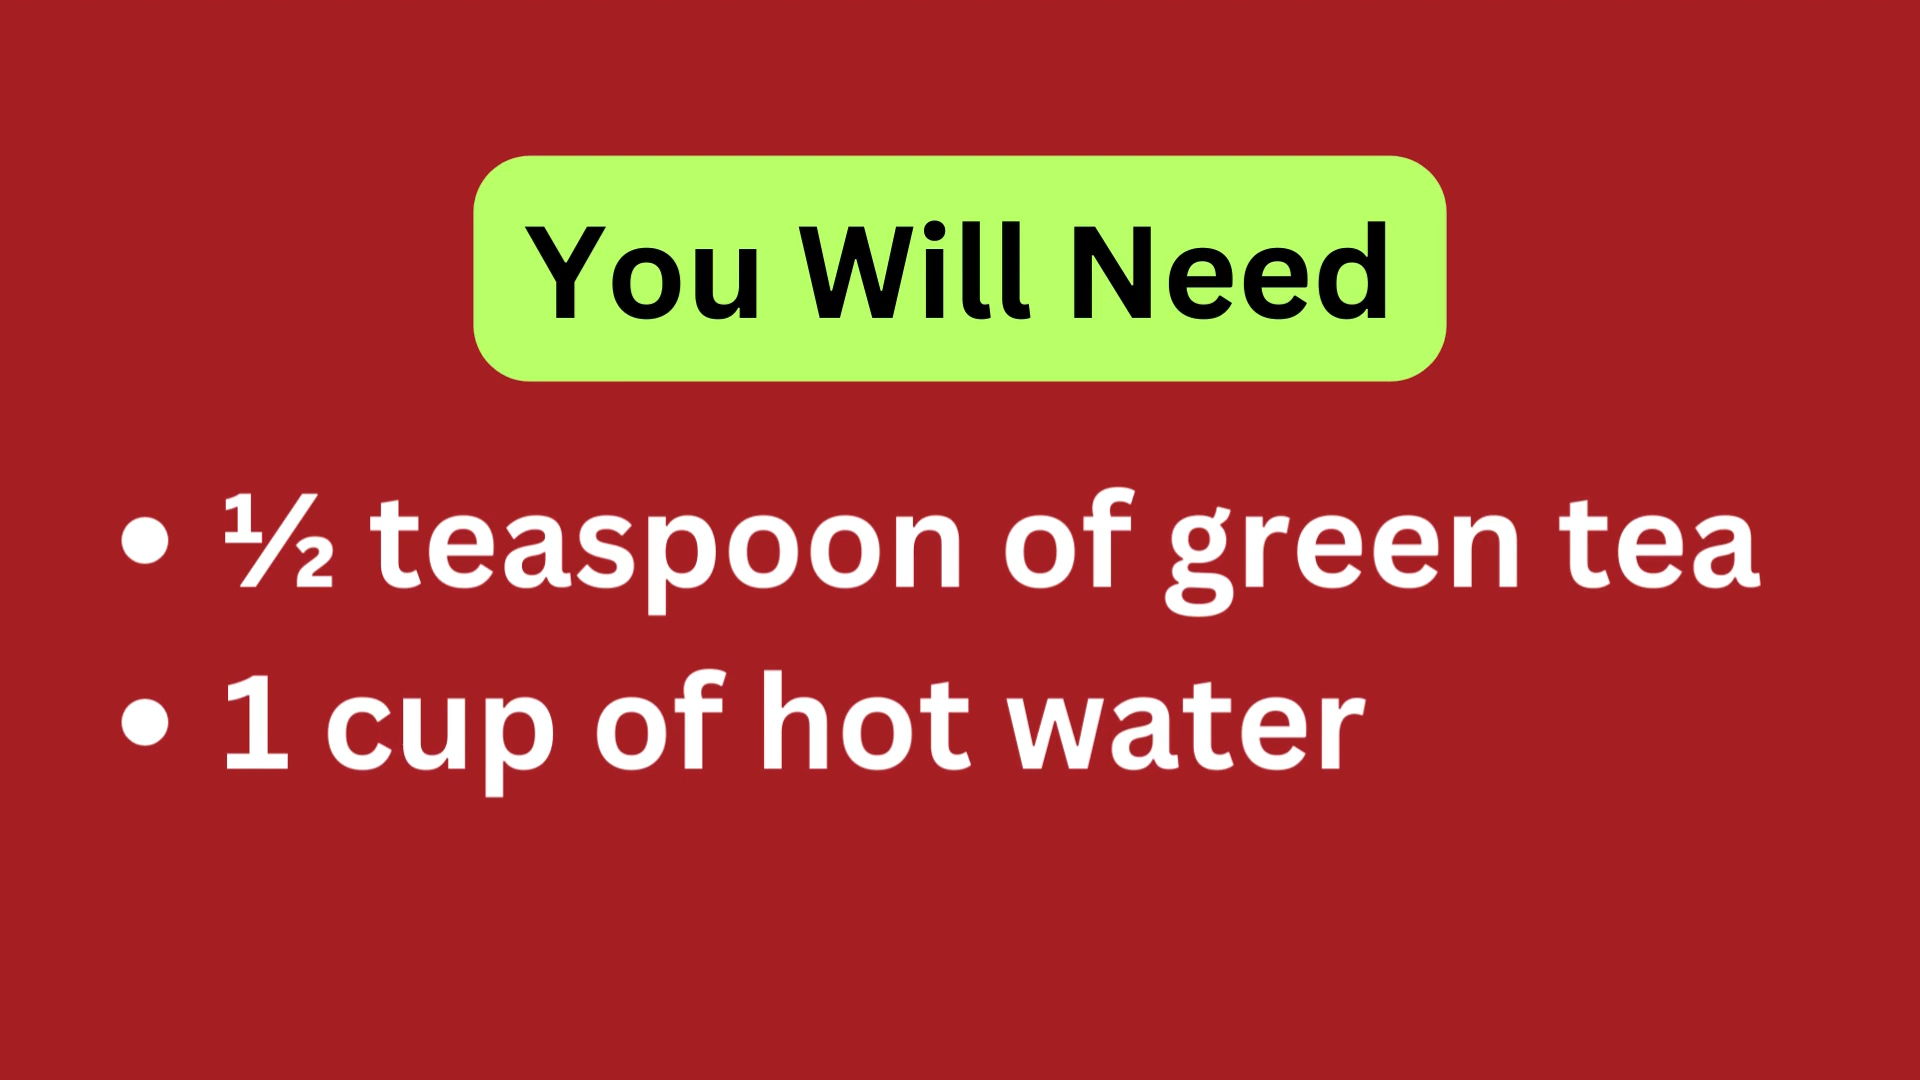 You Will Need
• ½ teaspoon of green tea
• 1 cup of hot water